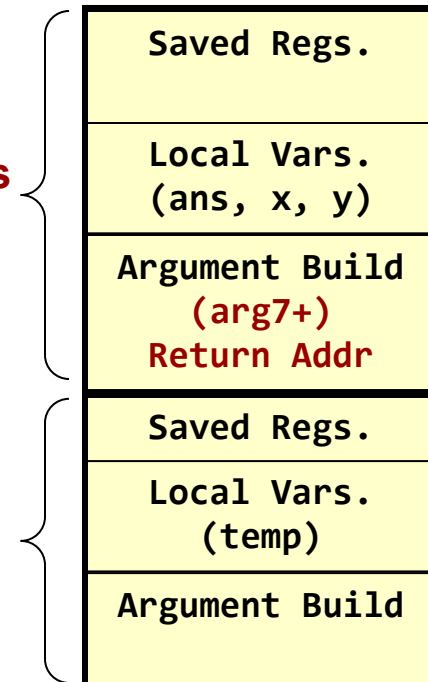 Saved Regs.
s
Local Vars.
(ans, x, y)
Argument Build
(arg7+)
Return Addr
Saved Regs.
Local Vars.
(temp)
Argument Build